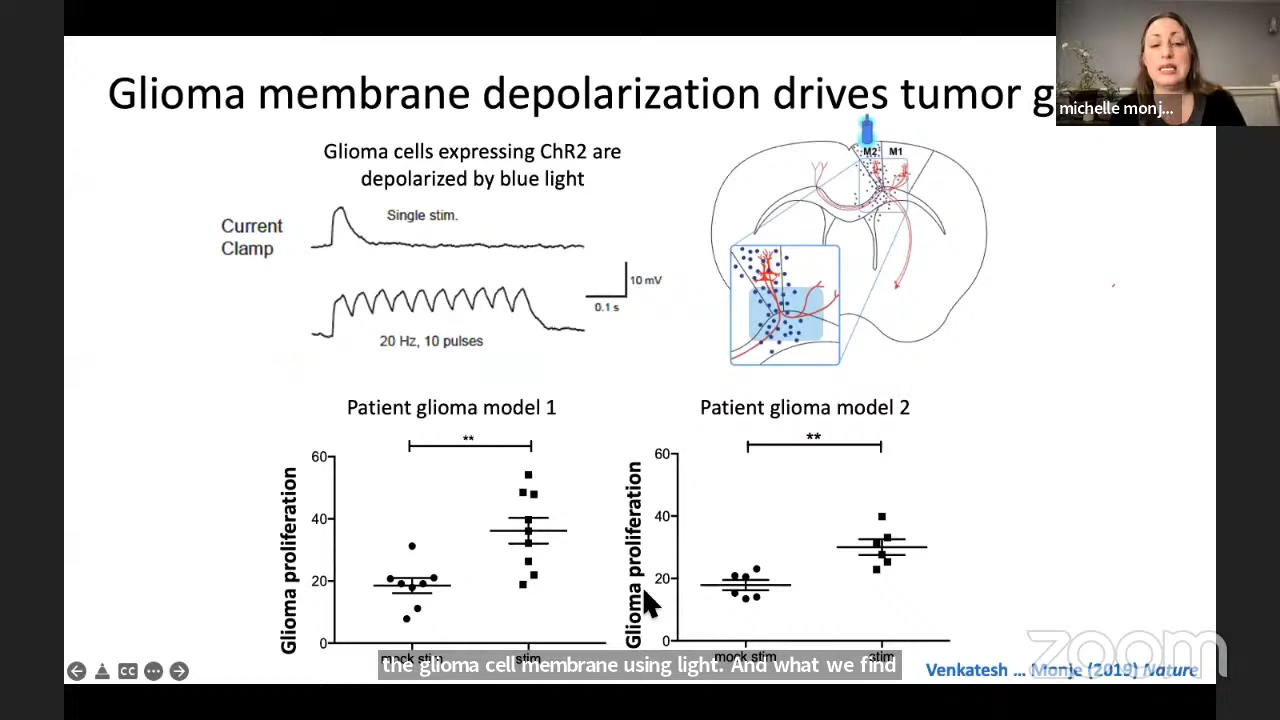 Glioma membrane depolarization drives tumor g
michelle monj...
Glioma cells expressing ChR2 are
depolarized by blue light
Current
Clamp
Single stim.
10 mV
0.1 s
20 Hz, 10 pulses
M2 M1
Patient glioma model 1
**
Glioma proliferation
60
40
20
0
mock stim
stim
Patient glioma model 2
**
Glioma proliferation
60
40
20
0
mock stim
stim
the glioma cell membrane using light. And what we find
CC
Venkatesh ... Monje (2019) Nature
zoom